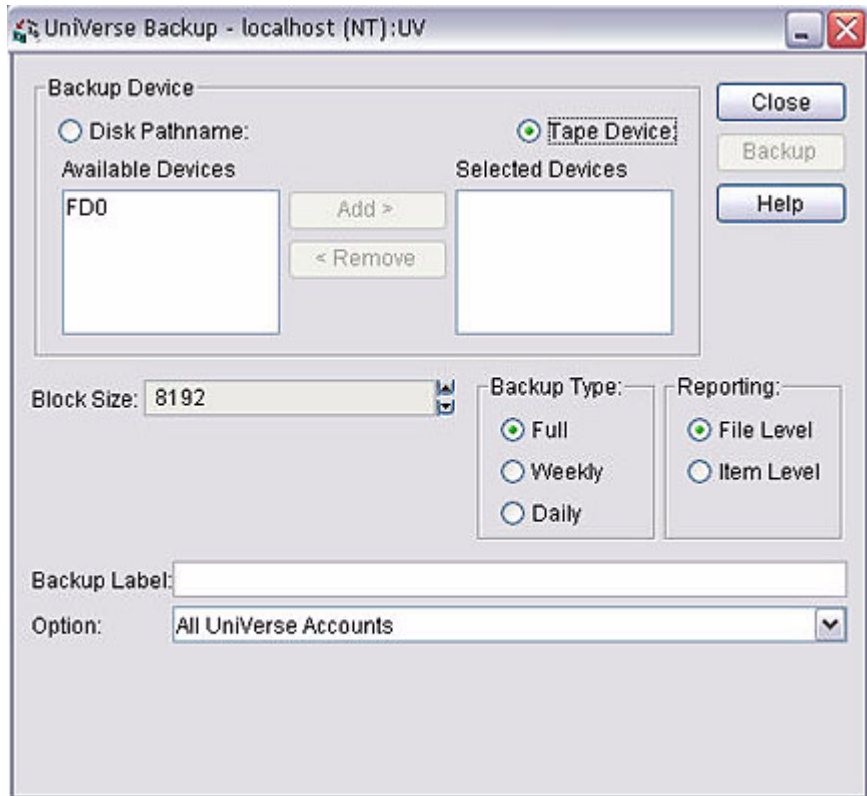 UniVerse Backup - localhost (NT):UV
Backup Device
Disk Pathname: Tape Device:
Close
Backup
Help
Available Devices Selected Devices
FD0
Add >
< Remove
Block Size: 8192
Backup Type: Reporting:
Full File Level
Weekly Item Level
Daily
Backup Label:
Option: All UniVerse Accounts